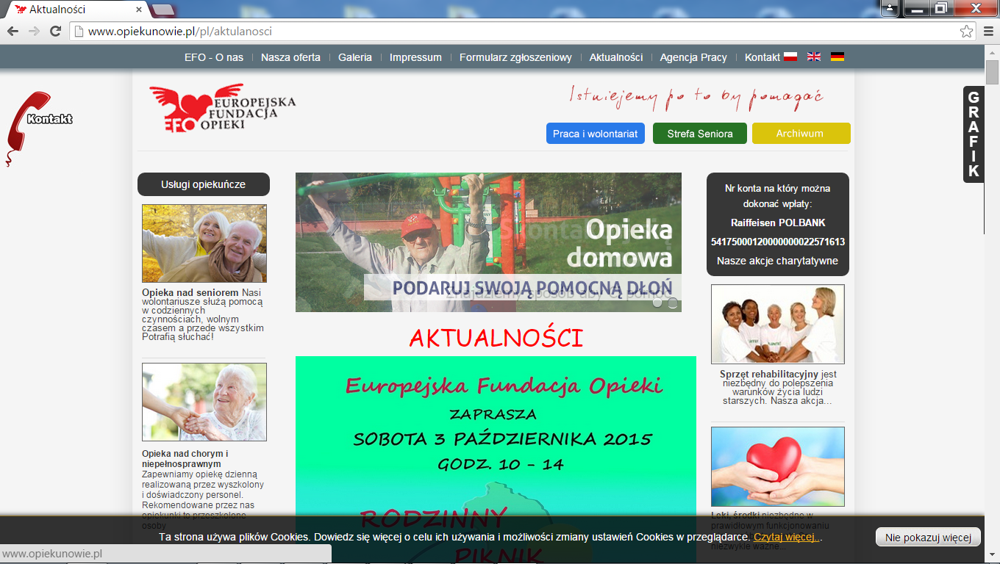 Aktualności
www.opiekunowie.pl/pl/aktulanosci
EFO - O nas | Nasza oferta | Galeria | Impressum | Formularz zgłoszeniowy | Aktualności | Agencja Pracy | Kontakt
Kontakt
EFO
EUROPEJSKA
FUNDACJA
OPIEKI
Istniejemy po to by pomagać
Praca i wolontariat
Strefa Seniora
Archiwum
GRAFIK
Usługi opiekuńcze
Opieka nad seniorem Nasi
wolontariusze służą pomocą
w codziennych
czynnościach, wolnym
czasem a przede wszystkim
Potrafią słuchać!
Opieka nad chorym i
niepełnosprawnym
Zapewniamy opiekę dzienną
realizowaną przez wyszkolony
i doświadczony personel.
Rekomendowane przez nas
opiekunki to przeszkolone
osoby
Opieka
domowa
PODARUJ SWOJĄ POMOCNĄ DŁOŃ
Znajdziemy sposób aby Ci pomóc
AKTUALNOŚCI
Europejska Fundacja Opieki
ZAPRASZA
SOBOTA 3 PAŹDZIERNIKA 2015
GODZ. 10 - 14
RODZINNY
PIKNIK
Nr konta na który można
dokonać wpłaty:
Raiffeisen POLBANK
54175000120000000022571613
Nasze akcje charytatywne
Sprzęt rehabilitacyjny jest
niezbędny do polepszenia
warunków życia ludzi
starszych. Nasza akcja...
Leki, środki niezbędne w
prawidłowym funkcjonowaniu
niezwykle ważne...
Ta strona używa plików Cookies. Dowiedz się więcej o celu ich używania i możliwości zmiany ustawień Cookies w przeglądarce. Czytaj więcej...
Nie pokazuj więcej
www.opiekunowie.pl